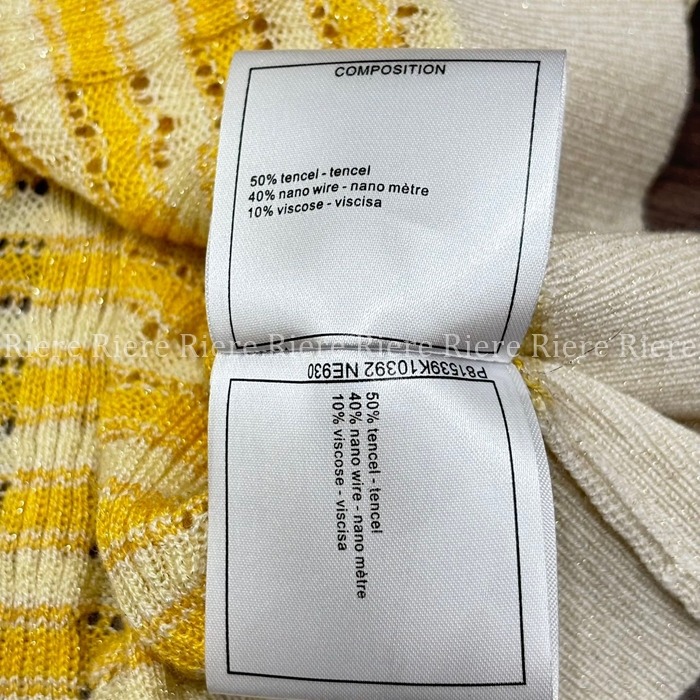 COMPOSITION
50% tencel - tencel
40% nano wire - nano mètre
10% viscose - viscisa
Riere Riere Riere Riere Riere Riere Riere Riere
P81539K10392 NE930
50% tencel - tencel
40% nano wire - nano mètre
10% viscose - viscisa